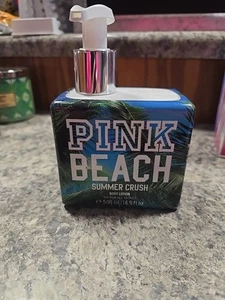 PINK
BEACH
SUMMER CRUSH
BODY LOTION